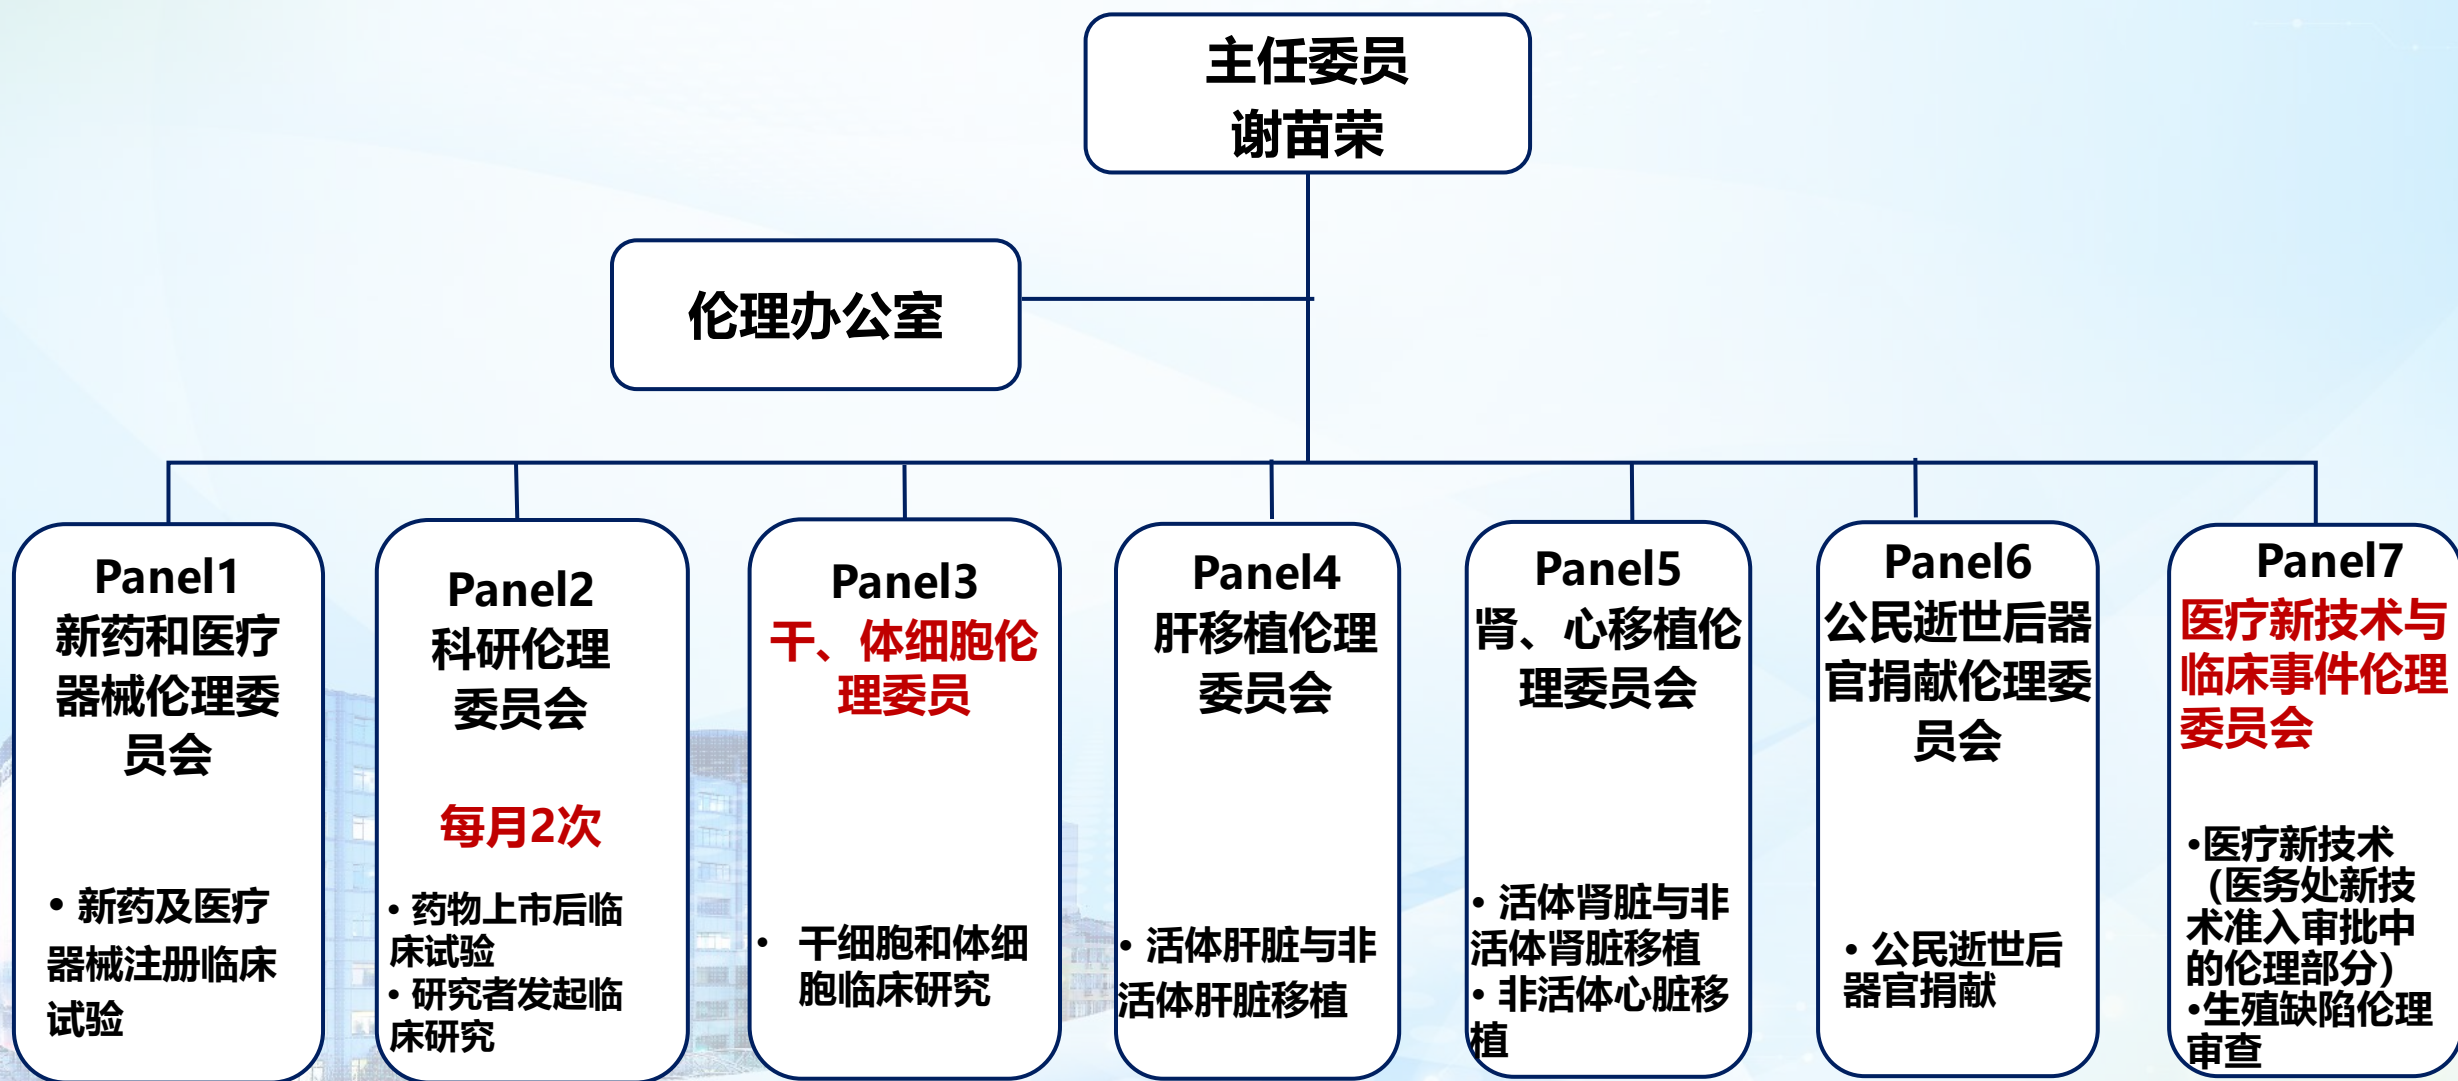 主任委员
谢苗荣
伦理办公室
Panel1
新药和医疗
器械伦理委
员会
• 新药及医疗
器械注册临床
试验
Panel2
科研伦理
委员会
每月2次
• 药物上市后临
床试验
• 研究者发起临
床研究
Panel3
干、体细胞伦
理委员
• 干细胞和体细
胞临床研究
Panel4
肝移植伦理
委员会
• 活体肝脏与非
活体肝脏移植
Panel5
肾、心移植伦
理委员会
• 活体肾脏与非
活体肾脏移植
• 非活体心脏移
植
Panel6
公民逝世后器
官捐献伦理委
员会
• 公民逝世后
器官捐献
Panel7
医疗新技术与
临床事件伦理
委员会
•医疗新技术
（医务处新技
术准入审批中
的伦理部分）
•生殖缺陷伦理
审查